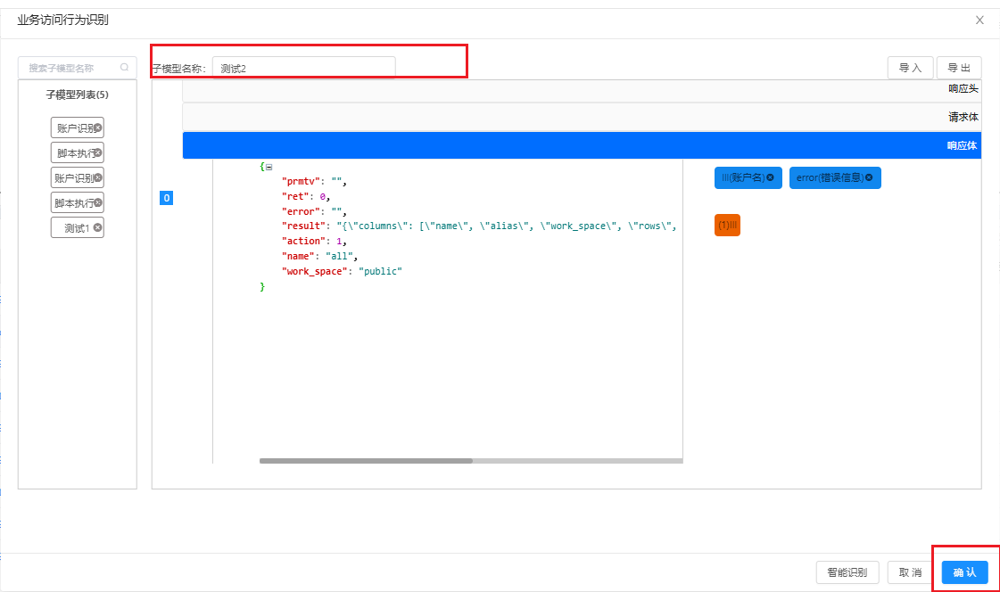 业务访问行为识别
搜索子模型名称
子模型列表(5)
账户识别
脚本执行
账户识别
脚本执行
测试1
子模型名称: 测试2
导入 导出
响应头
请求体
响应体
0
{
"prmtv": "",
"ret": 0,
"error": "",
"result": "{\"columns\": [\"name\", \"alias\", \"work_space\", \"rows\",
"action": 1,
"name": "all",
"work_space": "public"
}
lll(账户名) error(错误信息)
(1)lll
智能识别 取消 确认